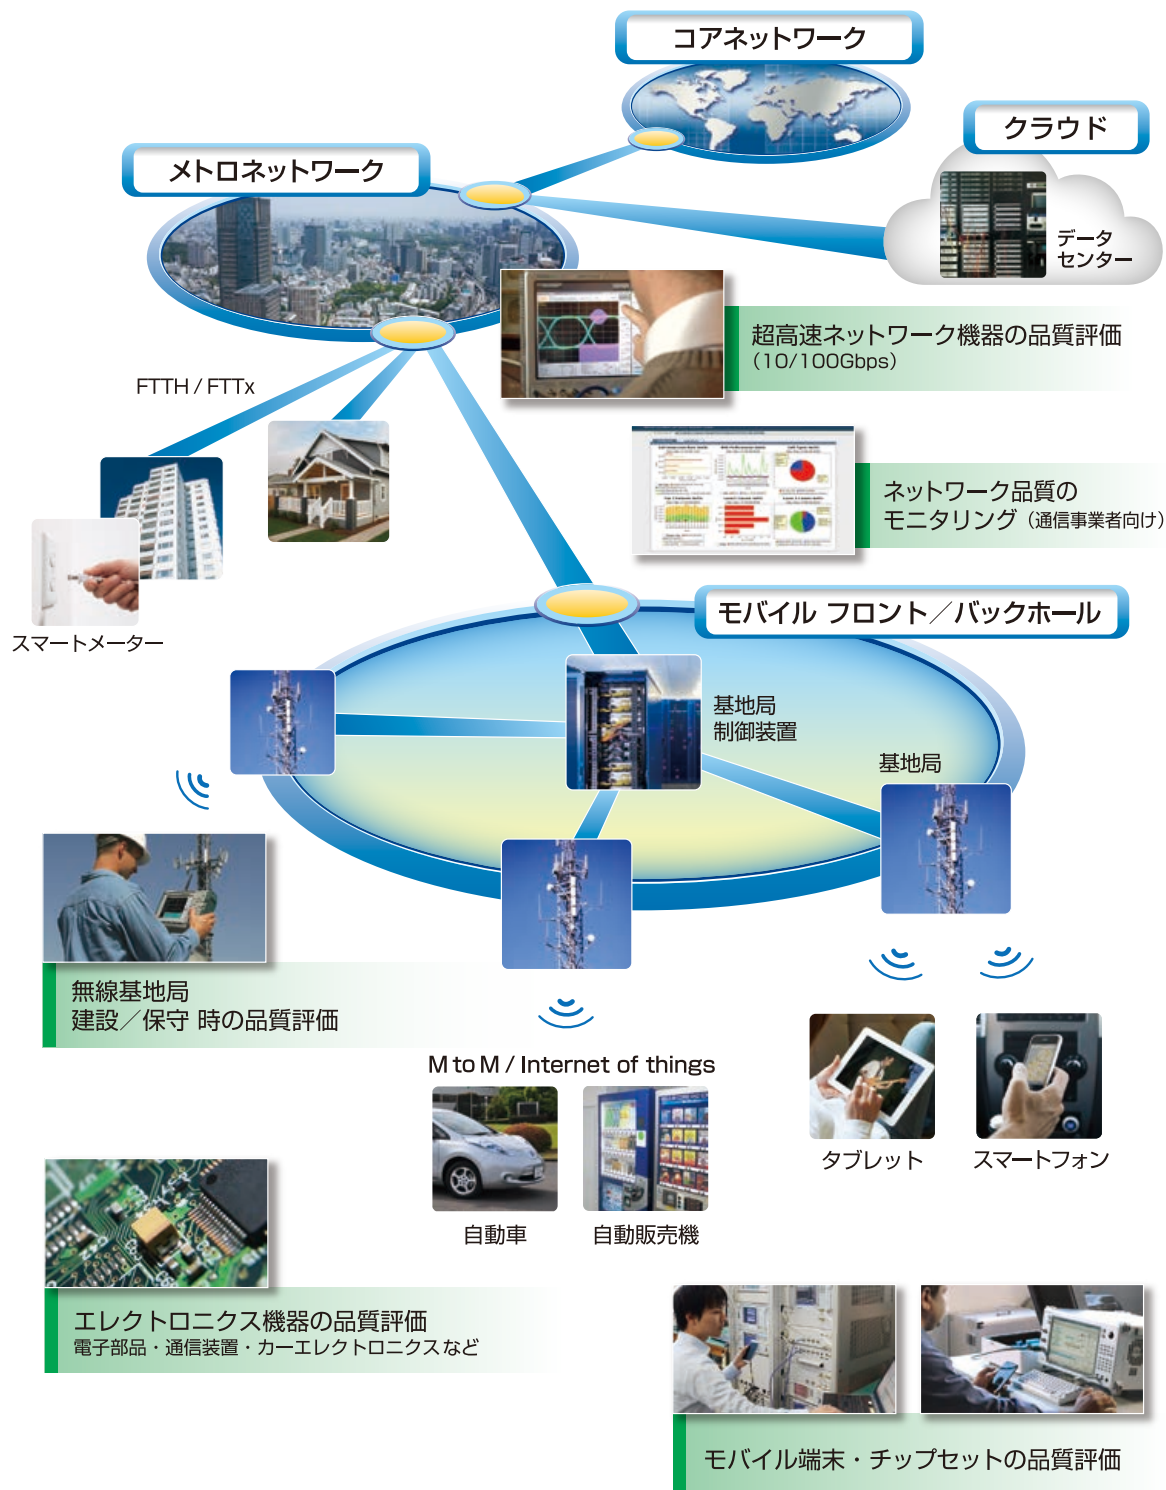 コアネットワーク
クラウド
メトロネットワーク
データ
センター
超高速ネットワーク機器の品質評価
（10/100Gbps）
FTTH / FTTx
ネットワーク品質の
モニタリング（通信事業者向け）
スマートメーター
モバイル フロント／バックホール
基地局
制御装置
基地局
無線基地局
建設／保守 時の品質評価
M to M / Internet of things
自動車
自動販売機
タブレット
スマートフォン
エレクトロニクス機器の品質評価
電子部品・通信装置・カーエレクトロニクスなど
モバイル端末・チップセットの品質評価